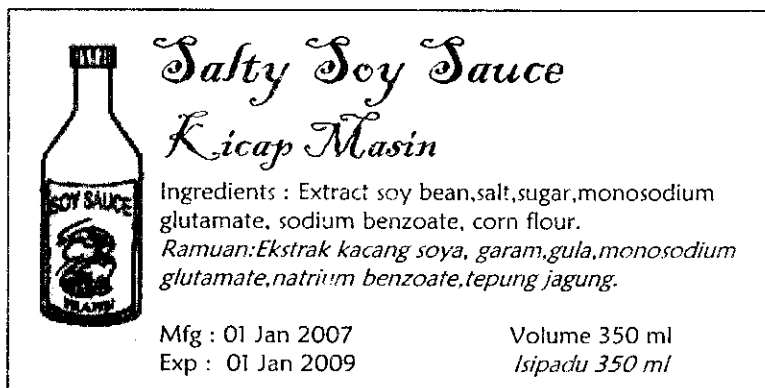 Salty Soy Sauce
Kicap Masin
Ingredients : Extract soy bean,salt,sugar,monosodium
glutamate, sodium benzoate, corn flour.
Ramuan:Ekstrak kacang soya, garam,gula,monosodium
glutamate,natrium benzoate,tepung jagung.
SOY SAUCE
Mfg : 01 Jan 2007 Volume 350 ml
Exp : 01 Jan 2009 Isipadu 350 ml